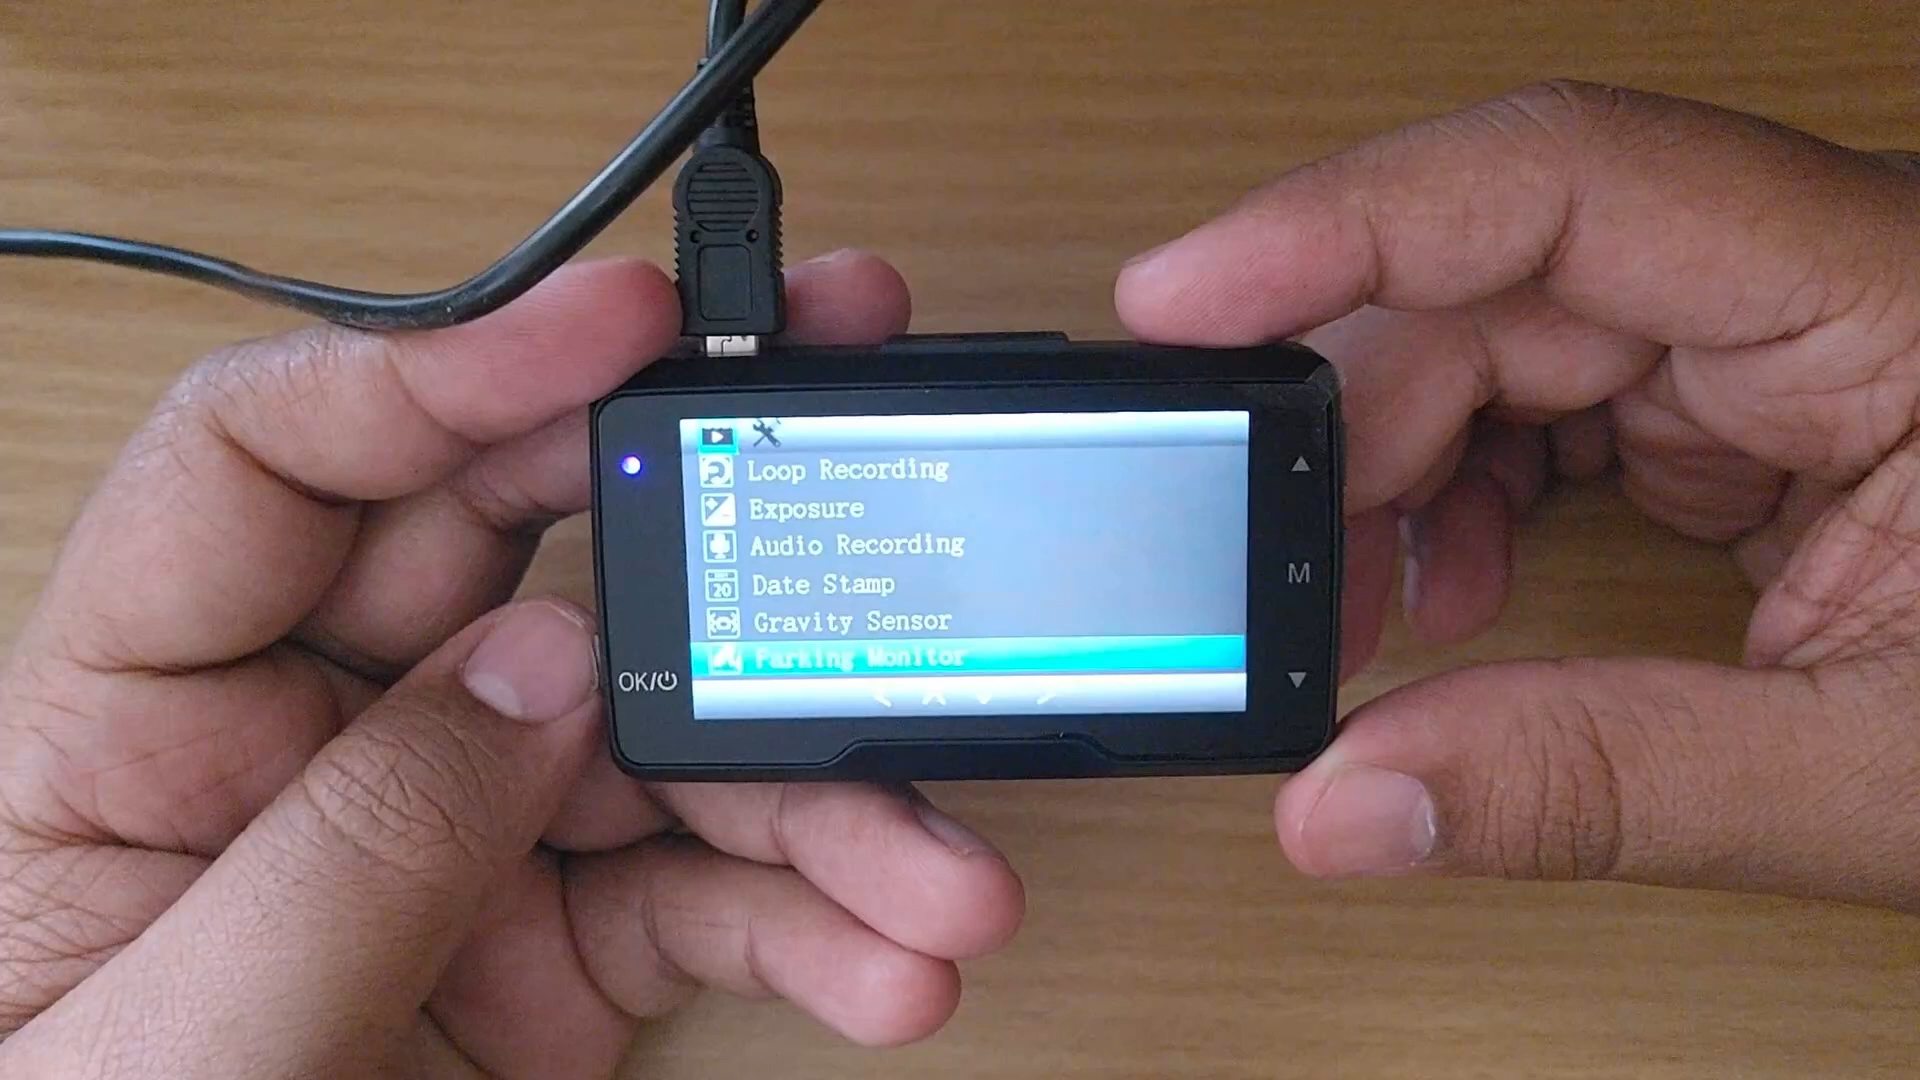 Loop Recording
Exposure
Audio Recording
20 Date Stamp
Gravity Sensor
Parking Monitor
OK/
M